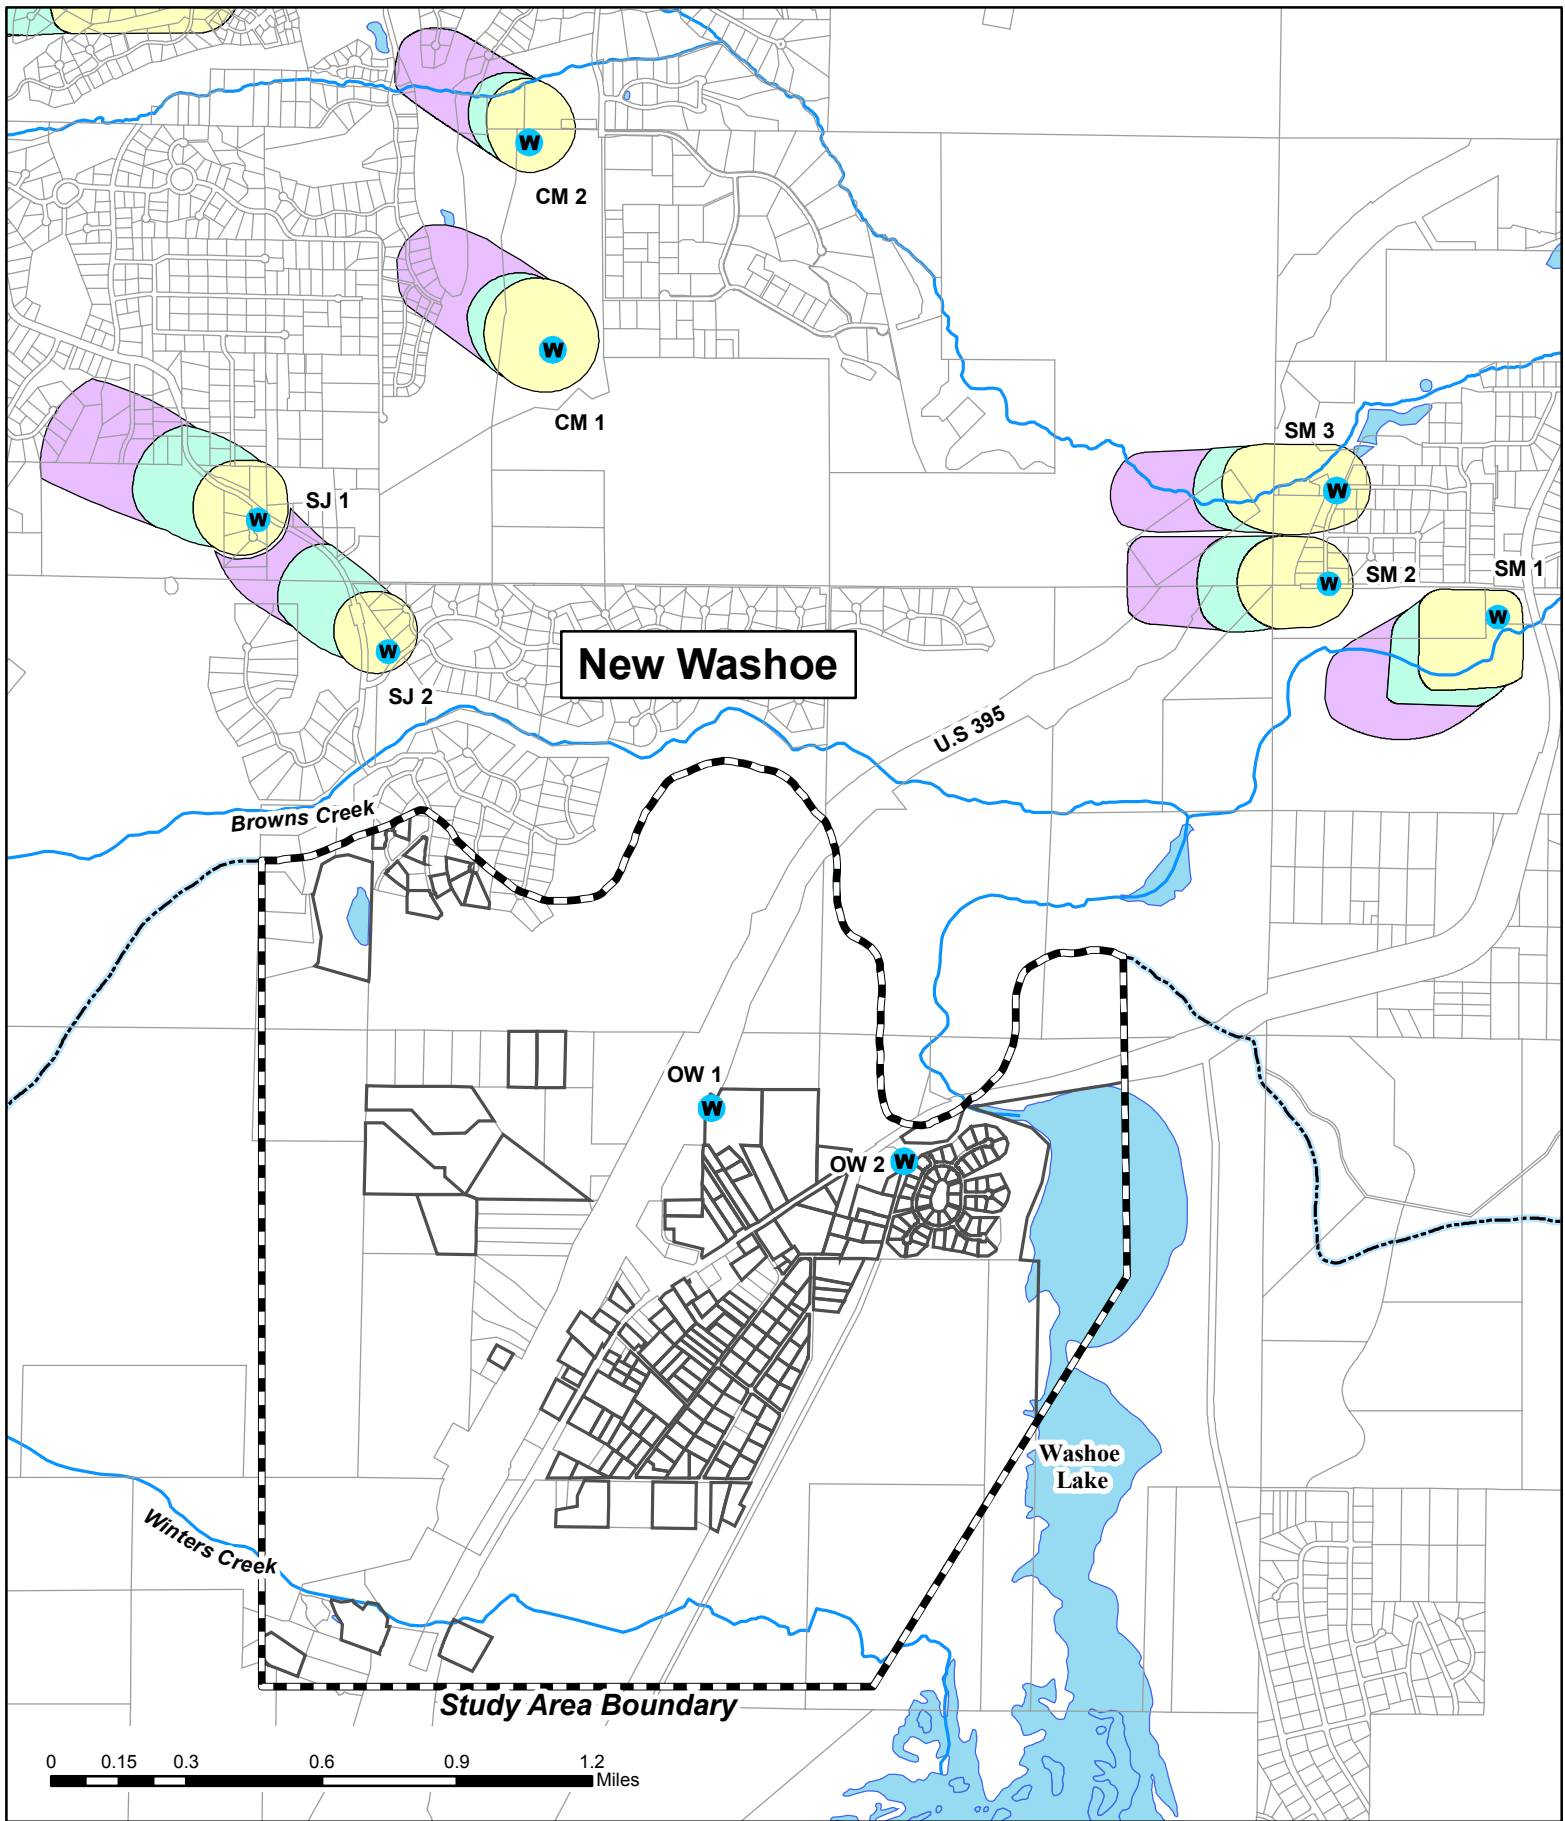 W
CM 2
W
CM 1
SM 3
W
SJ 1
W
W
SM 2
SM 1
W
W
SJ 2
New Washoe
U.S 395
Browns Creek
OW 1
W
OW 2
W
Washoe
Lake
Winters Creek
Study Area Boundary
0 0.15 0.3 0.6 0.9 1.2
Miles